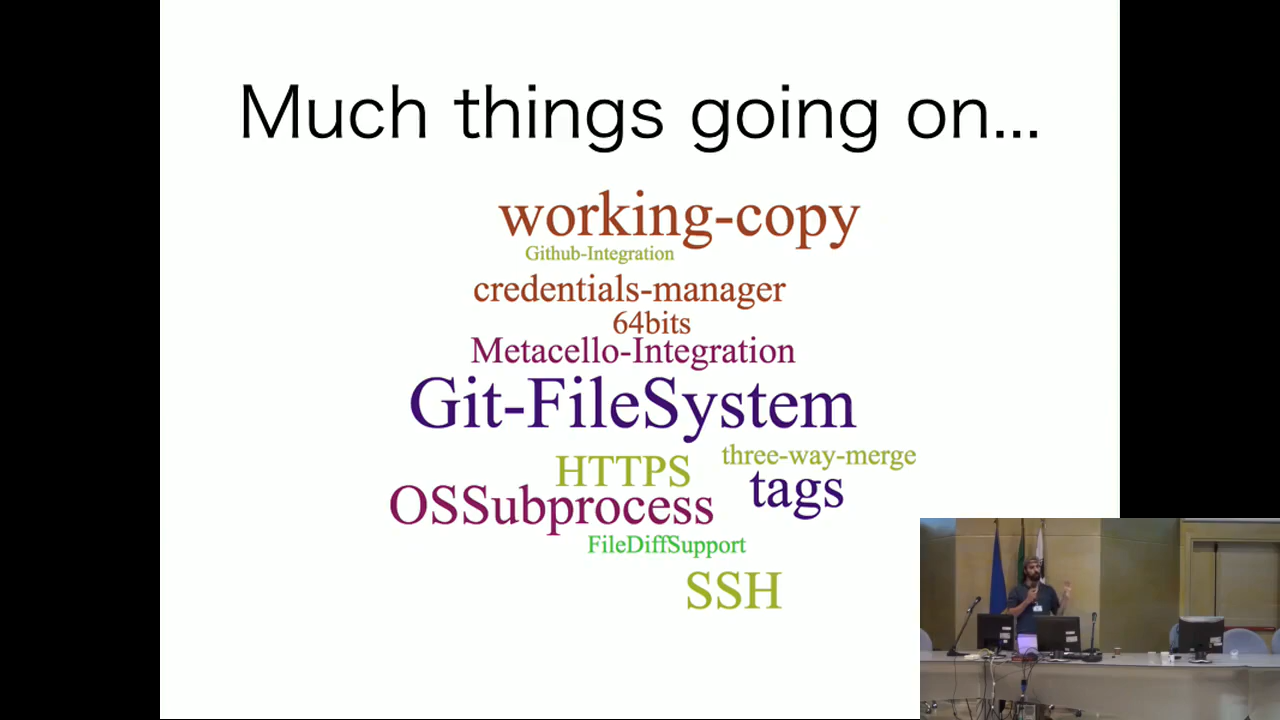 Much things going on...
working-copy
Github-Integration
credentials-manager
64bits
Metacello-Integration
Git-FileSystem
three-way-merge
HTTPS
tags
OSSubprocess
FileDiffSupport
SSH